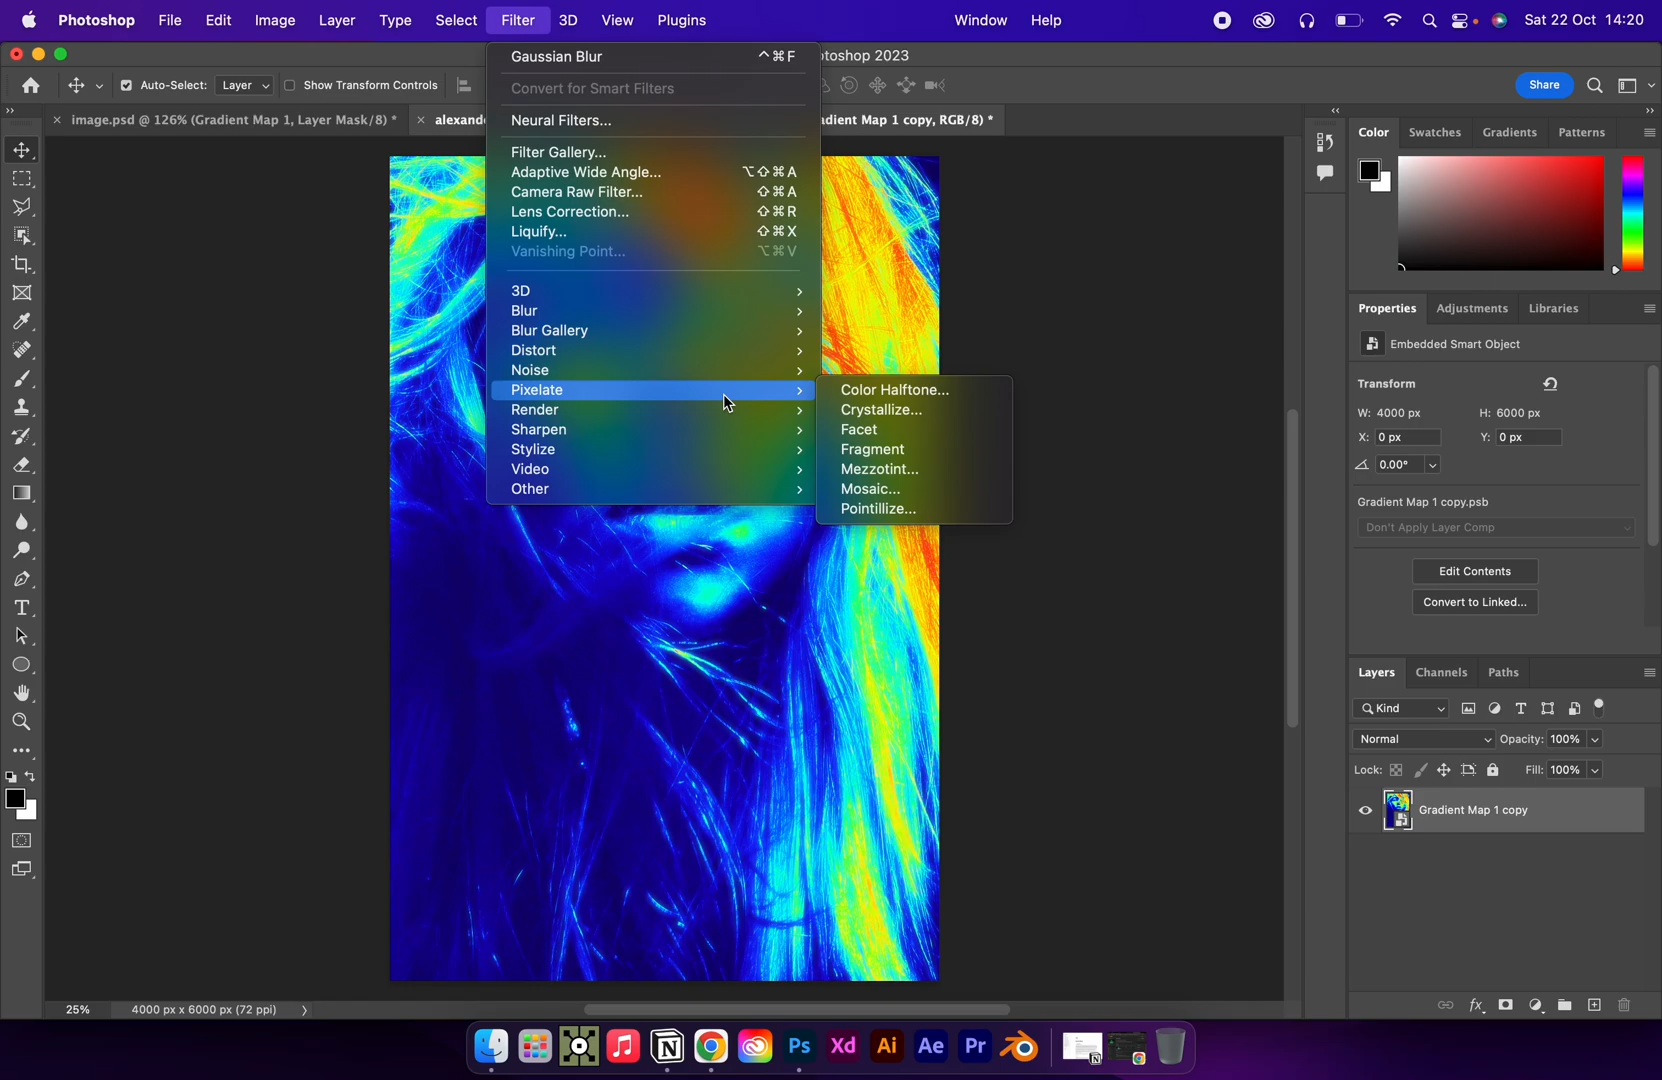 Photoshop File Edit Image Layer Type Select Filter 3D View Plugins Window Help Sat 22 Oct 14:20
otoshop 2023
Auto-Select: Layer Show Transform Controls Share
image.psd @ 126% (Gradient Map 1, Layer Mask/8) * alexand adient Map 1 copy, RGB/8) *
Gaussian Blur ^⌘F
Convert for Smart Filters
Neural Filters...
Filter Gallery...
Adaptive Wide Angle... ⌥⇧⌘A
Camera Raw Filter... ⇧⌘A
Lens Correction... ⇧⌘R
Liquify... ⇧⌘X
Vanishing Point... ⌥⌘V
3D
Blur
Blur Gallery
Distort
Noise
Pixelate
Render
Sharpen
Stylize
Video
Other
Color Halftone...
Crystallize...
Facet
Fragment
Mezzotint...
Mosaic...
Pointillize...
Color Swatches Gradients Patterns
Properties Adjustments Libraries
Embedded Smart Object
Transform
W: 4000 px H: 6000 px
X: 0 px Y: 0 px
0.00°
Gradient Map 1 copy.psb
Don't Apply Layer Comp
Edit Contents
Convert to Linked...
Layers Channels Paths
Kind
Normal Opacity: 100%
Lock: Fill: 100%
Gradient Map 1 copy
25% 4000 px x 6000 px (72 ppi)
Ps Xd Ai Ae Pr